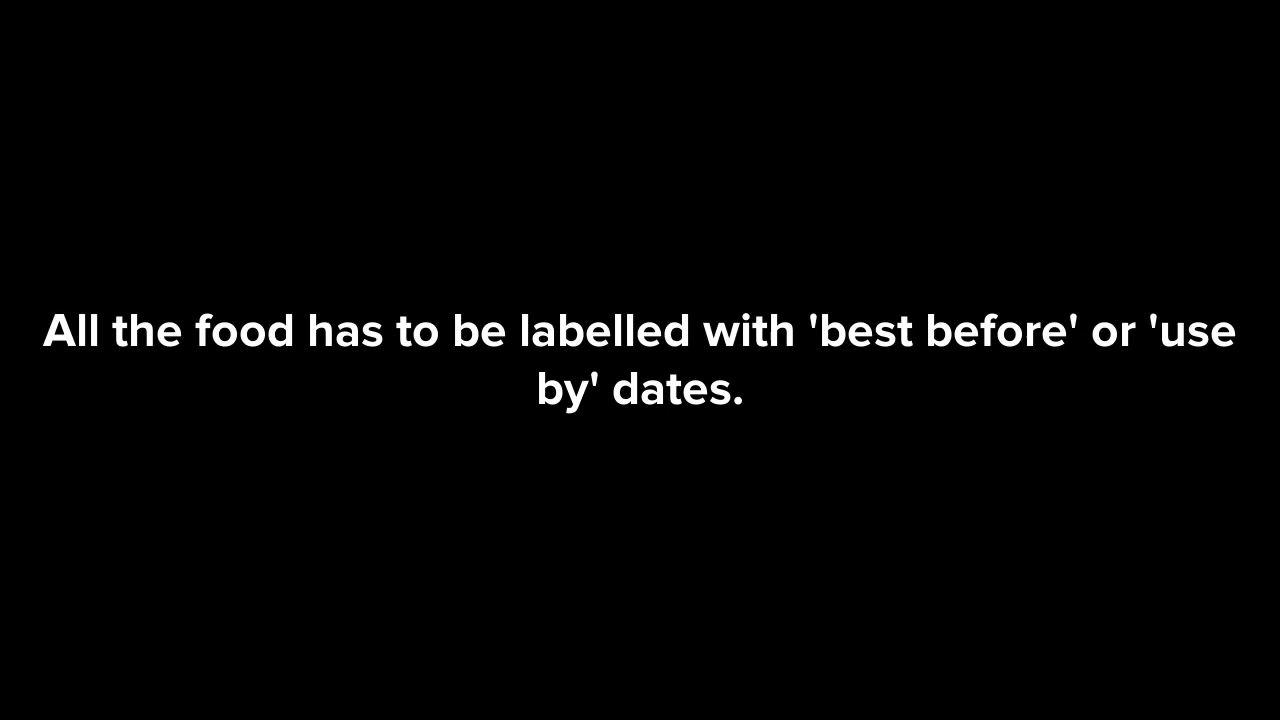 All the food has to be labelled with 'best before' or 'use
by' dates.